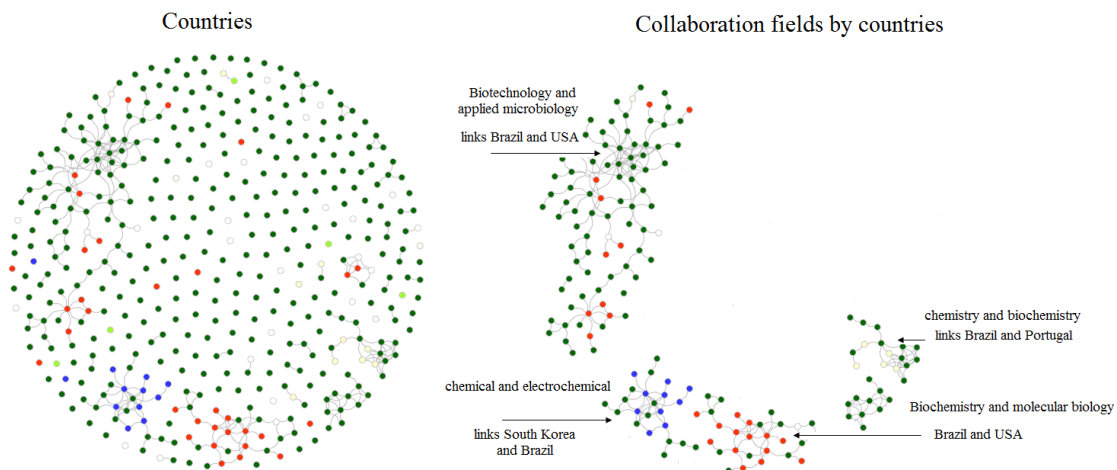 Countries
Collaboration fields by countries
Biotechnology and
applied microbiology
links Brazil and USA
chemistry and biochemistry
links Brazil and Portugal
chemical and electrochemical
links South Korea
and Brazil
Biochemistry and molecular biology
Brazil and USA